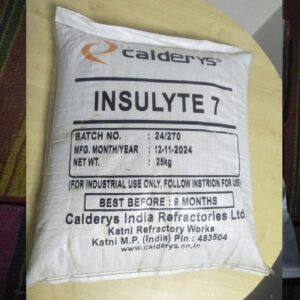 calderys®
INSULYTE 7
BATCH NO. : 24/270
MFG. MONTH/YEAR : 12-11-2024
NET WT. : 25kg
(FOR INDUSTRIAL USE ONLY, FOLLOW INSTRION FOR USE)
BEST BEFORE : 9 MONTHS
Calderys India Refractories Ltd.
Katni Refractory Works
Katni M.P. (India) Pin : 483504
www.calderys.co.in